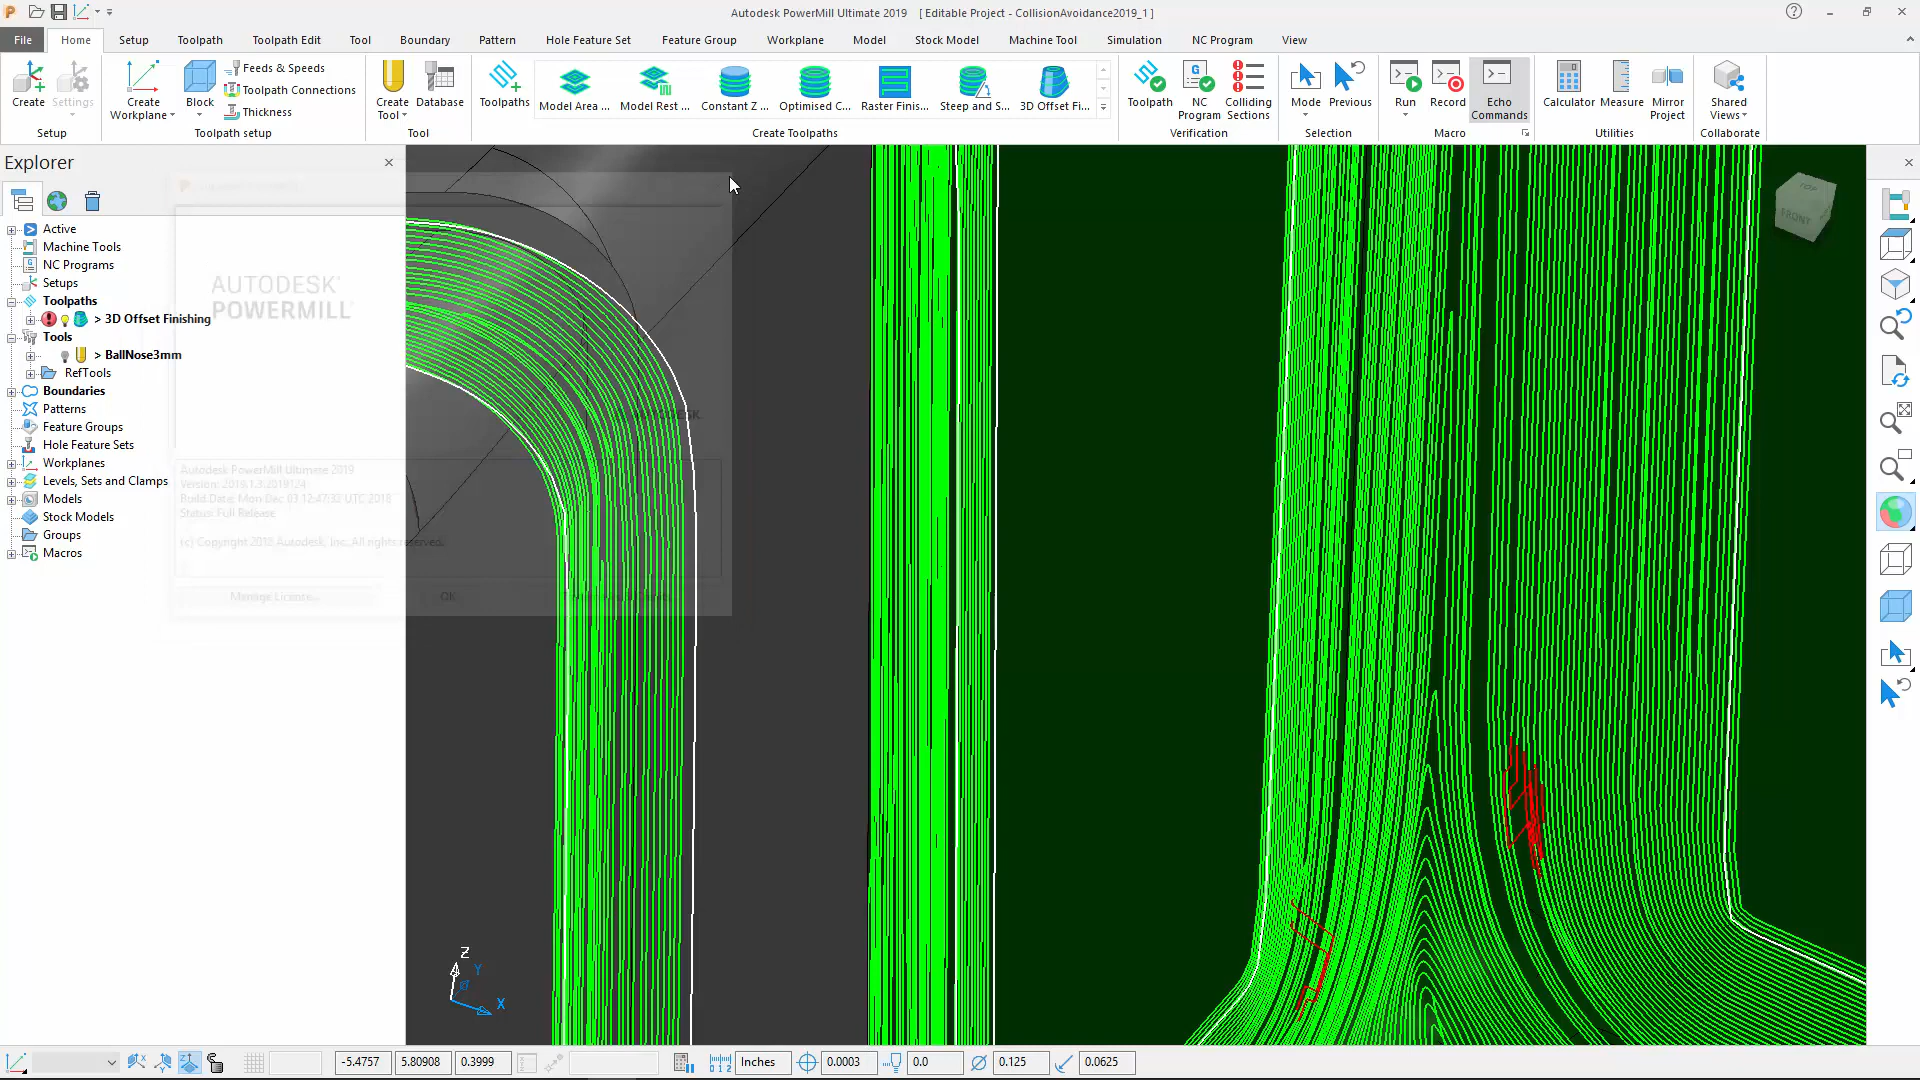 Autodesk PowerMill Ultimate 2019 [ Editable Project - CollisionAvoidance2019_1 ]
File Home Setup Toolpath Toolpath Edit Tool Boundary Pattern Hole Feature Set Feature Group Workplane Model Stock Model Machine Tool Simulation NC Program View
Create
Settings
Setup
Create Workplane
Block
Feeds & Speeds
Toolpath Connections
Thickness
Toolpath setup
Create Tool
Database
Tool
Toolpaths
Model Area ...
Model Rest ...
Constant Z ...
Optimised C...
Raster Finis...
Steep and S...
3D Offset Fi...
Create Toolpaths
Toolpath
NC Program
Colliding Sections
Verification
Mode
Previous
Selection
Run
Record
Echo Commands
Macro
Calculator
Measure
Mirror Project
Utilities
Shared Views
Collaborate
Explorer
Active
Machine Tools
NC Programs
Setups
Toolpaths
> 3D Offset Finishing
Tools
> BallNose3mm
RefTools
Boundaries
Patterns
Feature Groups
Hole Feature Sets
Workplanes
Levels, Sets and Clamps
Models
Stock Models
Groups
Macros
AUTODESK
POWERMILL
AUTODESK
Autodesk PowerMill Ultimate 2019
Version: 2019.1.3.2019124
Build Date: Mon Dec 03 12:47:32 UTC 2018
Status: Full Release
(c) Copyright 2018 Autodesk, Inc. All rights reserved.
Manage License...
OK
TOP
FRONT
Z
Y
X
-5.4757 5.80908 0.3999 Inches 0.0003 0.0 0.125 0.0625